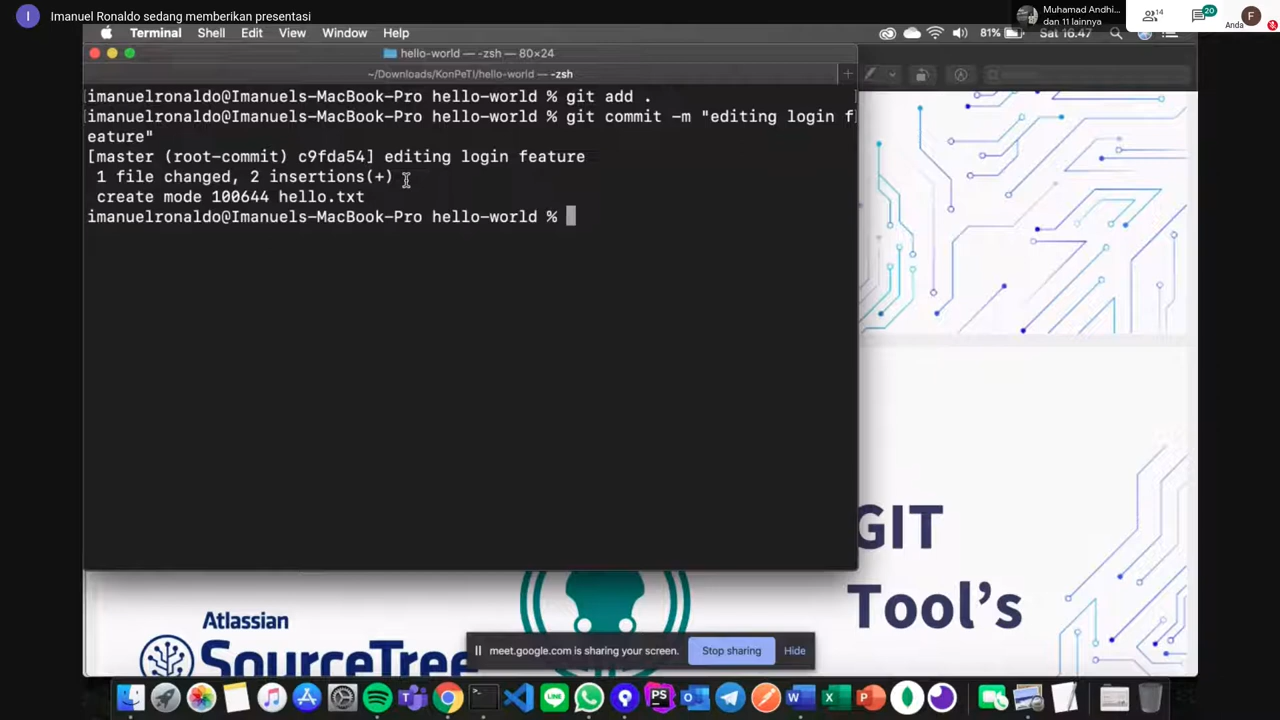 I Imanuel Ronaldo sedang memberikan presentasi
Muhamad Andhi...
dan 11 lainnya
14
20
F
Anda
Terminal Shell Edit View Window Help
81% Sat 16.47
hello-world — -zsh — 80×24
~/Downloads/KonPeTI/hello-world — -zsh
[imanuelronaldo@Imanuels-MacBook-Pro hello-world % git add .
[imanuelronaldo@Imanuels-MacBook-Pro hello-world % git commit -m "editing login f]
eature"
[master (root-commit) c9fda54] editing login feature
1 file changed, 2 insertions(+)
create mode 100644 hello.txt
imanuelronaldo@Imanuels-MacBook-Pro hello-world %
GIT
Tool's
Atlassian
SourceTree
meet.google.com is sharing your screen. Stop sharing Hide